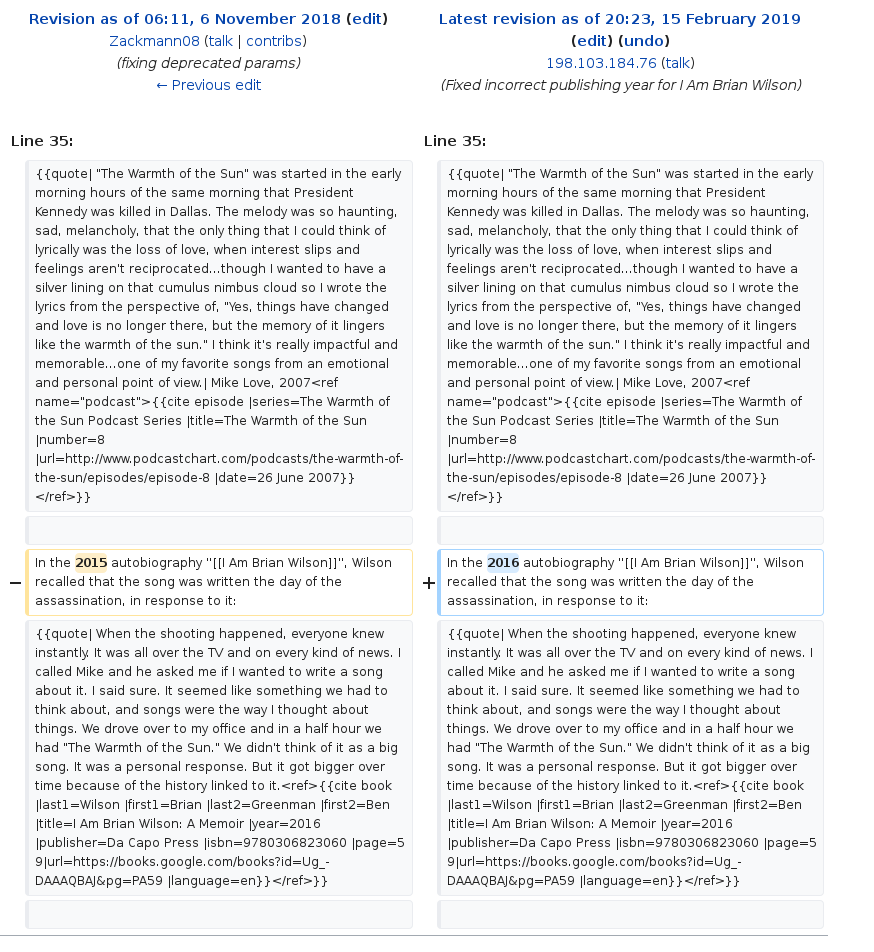 Revision as of 06:11, 6 November 2018 (edit)
Zackmann08 (talk | contribs)
(fixing deprecated params)
← Previous edit
Latest revision as of 20:23, 15 February 2019
(edit) (undo)
198.103.184.76 (talk)
(Fixed incorrect publishing year for I Am Brian Wilson)
Line 35:
{{quote| "The Warmth of the Sun" was started in the early
morning hours of the same morning that President
Kennedy was killed in Dallas. The melody was so haunting,
sad, melancholy, that the only thing that I could think of
lyrically was the loss of love, when interest slips and
feelings aren't reciprocated...though I wanted to have a
silver lining on that cumulus nimbus cloud so I wrote the
lyrics from the perspective of, "Yes, things have changed
and love is no longer there, but the memory of it lingers
like the warmth of the sun." I think it's really impactful and
memorable...one of my favorite songs from an emotional
and personal point of view.| Mike Love, 2007<ref
name="podcast">{{cite episode |series=The Warmth of
the Sun Podcast Series |title=The Warmth of the Sun
|number=8
|url=http://www.podcastchart.com/podcasts/the-warmth-of-
the-sun/episodes/episode-8 |date=26 June 2007}}
</ref>}}
− In the 2015 autobiography ''[[I Am Brian Wilson]]'', Wilson
recalled that the song was written the day of the
assassination, in response to it:
{{quote| When the shooting happened, everyone knew
instantly. It was all over the TV and on every kind of news. I
called Mike and he asked me if I wanted to write a song
about it. I said sure. It seemed like something we had to
think about, and songs were the way I thought about
things. We drove over to my office and in a half hour we
had "The Warmth of the Sun." We didn't think of it as a big
song. It was a personal response. But it got bigger over
time because of the history linked to it.<ref>{{cite book
|last1=Wilson |first1=Brian |last2=Greenman |first2=Ben
|title=I Am Brian Wilson: A Memoir |year=2016
|publisher=Da Capo Press |isbn=9780306823060 |page=5
9|url=https://books.google.com/books?id=Ug_-
DAAAQBAJ&pg=PA59 |language=en}}</ref>}}
Line 35:
{{quote| "The Warmth of the Sun" was started in the early
morning hours of the same morning that President
Kennedy was killed in Dallas. The melody was so haunting,
sad, melancholy, that the only thing that I could think of
lyrically was the loss of love, when interest slips and
feelings aren't reciprocated...though I wanted to have a
silver lining on that cumulus nimbus cloud so I wrote the
lyrics from the perspective of, "Yes, things have changed
and love is no longer there, but the memory of it lingers
like the warmth of the sun." I think it's really impactful and
memorable...one of my favorite songs from an emotional
and personal point of view.| Mike Love, 2007<ref
name="podcast">{{cite episode |series=The Warmth of
the Sun Podcast Series |title=The Warmth of the Sun
|number=8
|url=http://www.podcastchart.com/podcasts/the-warmth-of-
the-sun/episodes/episode-8 |date=26 June 2007}}
</ref>}}
+ In the 2016 autobiography ''[[I Am Brian Wilson]]'', Wilson
recalled that the song was written the day of the
assassination, in response to it:
{{quote| When the shooting happened, everyone knew
instantly. It was all over the TV and on every kind of news. I
called Mike and he asked me if I wanted to write a song
about it. I said sure. It seemed like something we had to
think about, and songs were the way I thought about
things. We drove over to my office and in a half hour we
had "The Warmth of the Sun." We didn't think of it as a big
song. It was a personal response. But it got bigger over
time because of the history linked to it.<ref>{{cite book
|last1=Wilson |first1=Brian |last2=Greenman |first2=Ben
|title=I Am Brian Wilson: A Memoir |year=2016
|publisher=Da Capo Press |isbn=9780306823060 |page=5
9|url=https://books.google.com/books?id=Ug_-
DAAAQBAJ&pg=PA59 |language=en}}</ref>}}